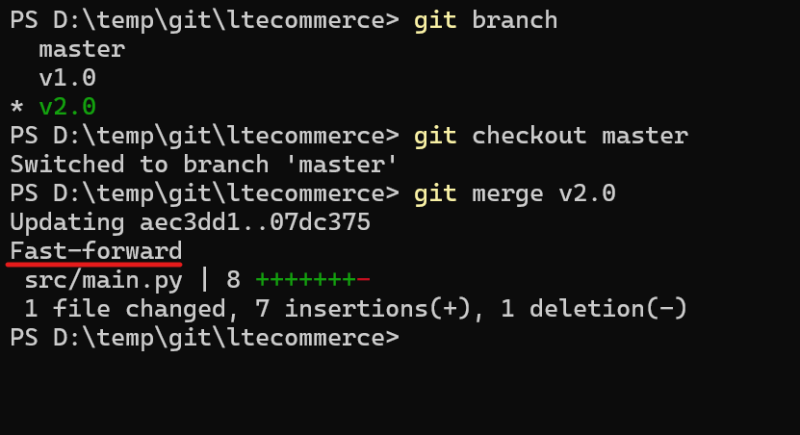 PS D:\temp\git\ltecommerce> git branch
  master
  v1.0
* v2.0
PS D:\temp\git\ltecommerce> git checkout master
Switched to branch 'master'
PS D:\temp\git\ltecommerce> git merge v2.0
Updating aec3dd1..07dc375
Fast-forward
 src/main.py | 8 +++++++-
 1 file changed, 7 insertions(+), 1 deletion(-)
PS D:\temp\git\ltecommerce>